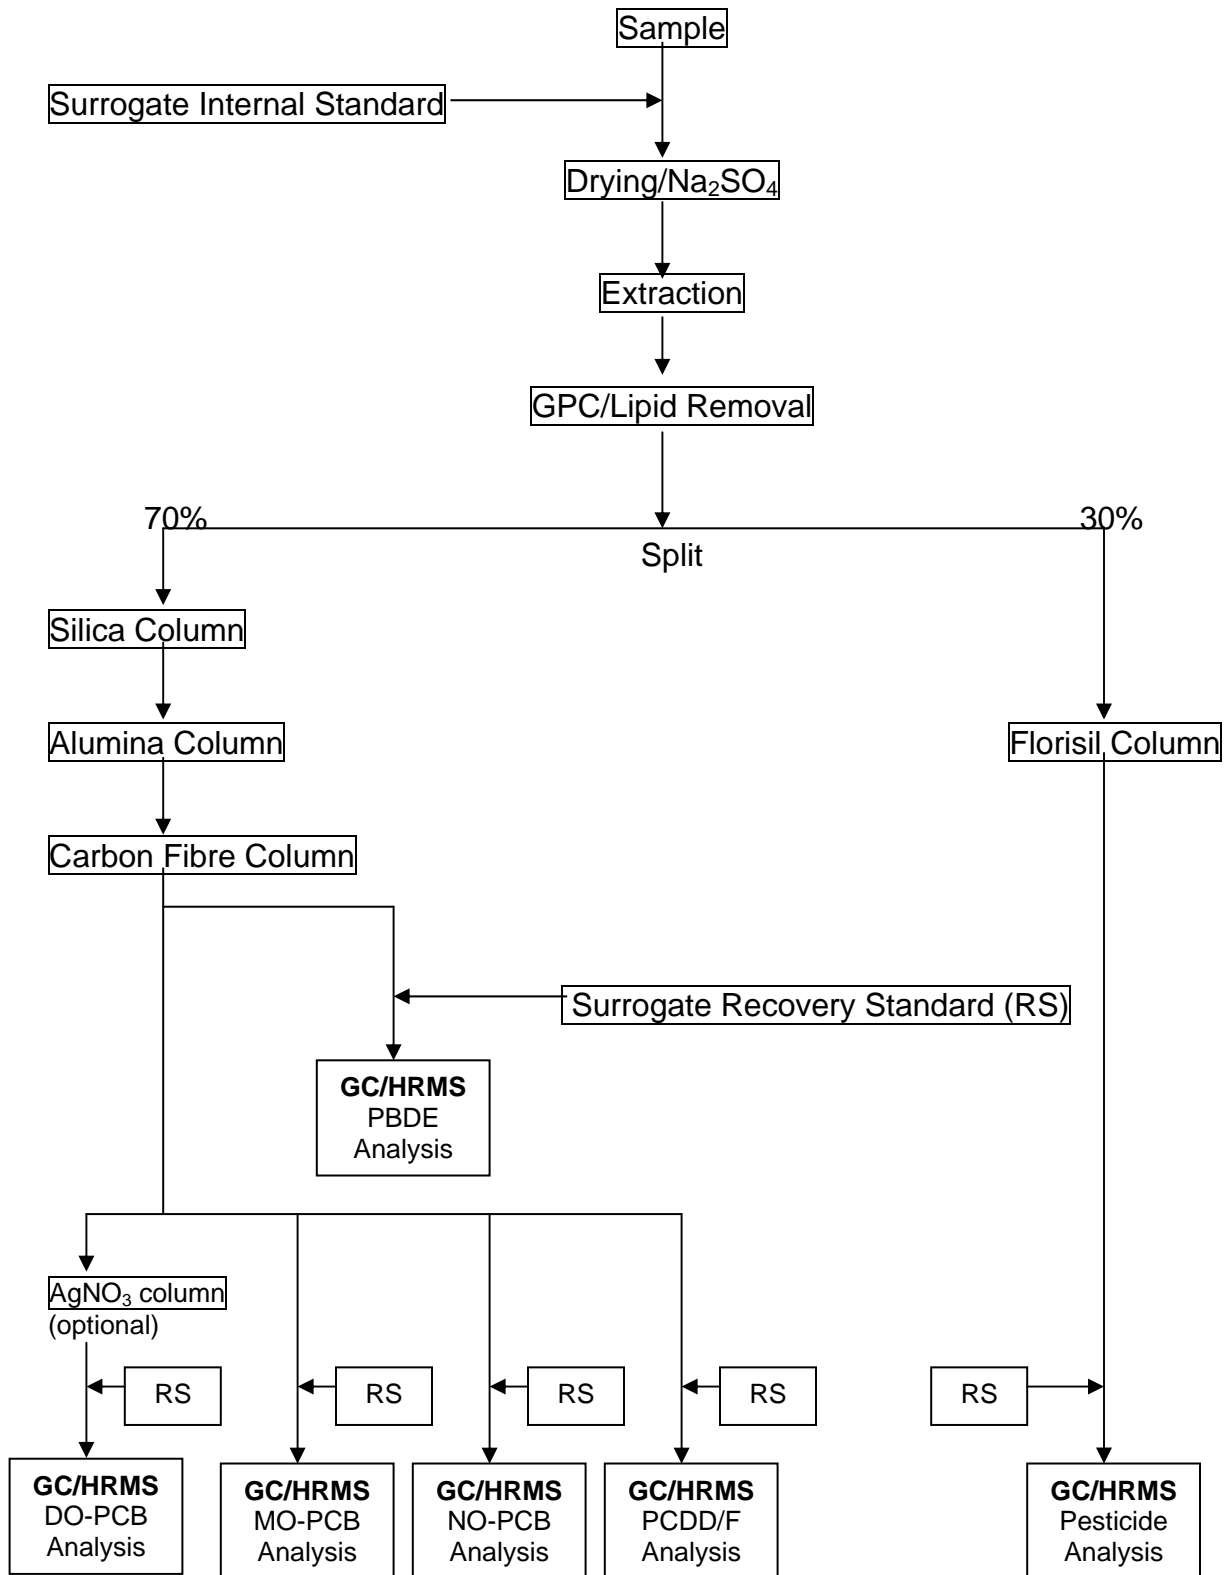 Sample
Surrogate Internal Standard
Drying/Na₂SO₄
Extraction
GPC/Lipid Removal
70%
30%
Split
Silica Column
Alumina Column
Florisil Column
Carbon Fibre Column
Surrogate Recovery Standard (RS)
GC/HRMS
PBDE
Analysis
AgNO₃ column
(optional)
RS
RS
RS
RS
RS
GC/HRMS
DO-PCB
Analysis
GC/HRMS
MO-PCB
Analysis
GC/HRMS
NO-PCB
Analysis
GC/HRMS
PCDD/F
Analysis
GC/HRMS
Pesticide
Analysis